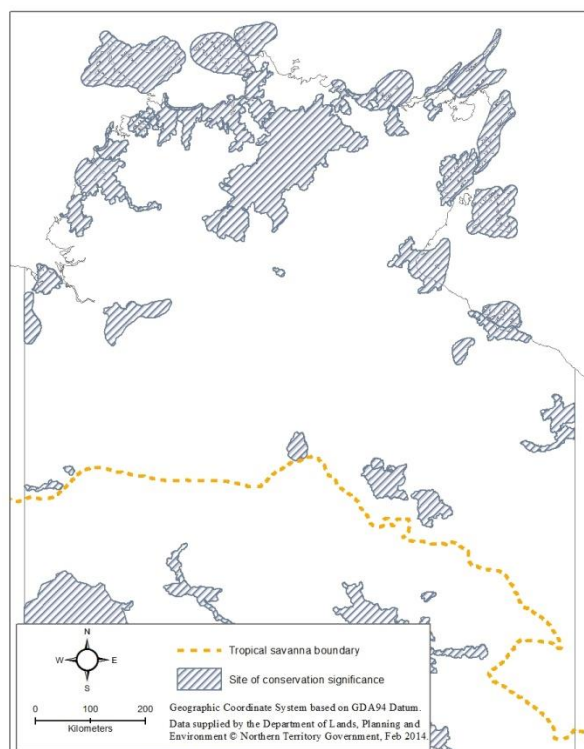 N
W E
S
0 100 200
Kilometers
Tropical savanna boundary
Site of conservation significance
Geographic Coordinate System based on GDA94 Datum.
Data supplied by the Department of Lands, Planning and
Environment © Northern Territory Government, Feb 2014.